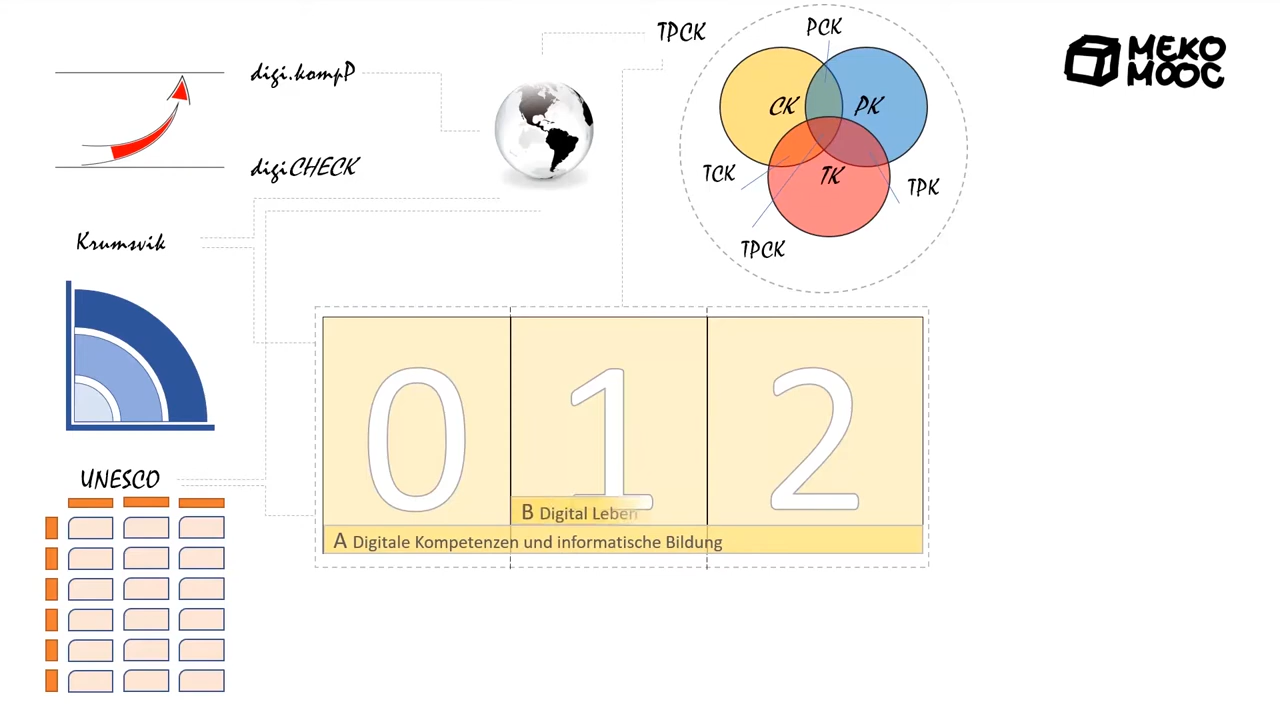 digi.kompP
digiCHECK
Krumsvik
UNESCO
TPCK
PCK
CK
PK
TCK
TK
TPK
TPCK
MEKO
MOOC
0
1
2
B Digital Leben
A Digitale Kompetenzen und informatische Bildung